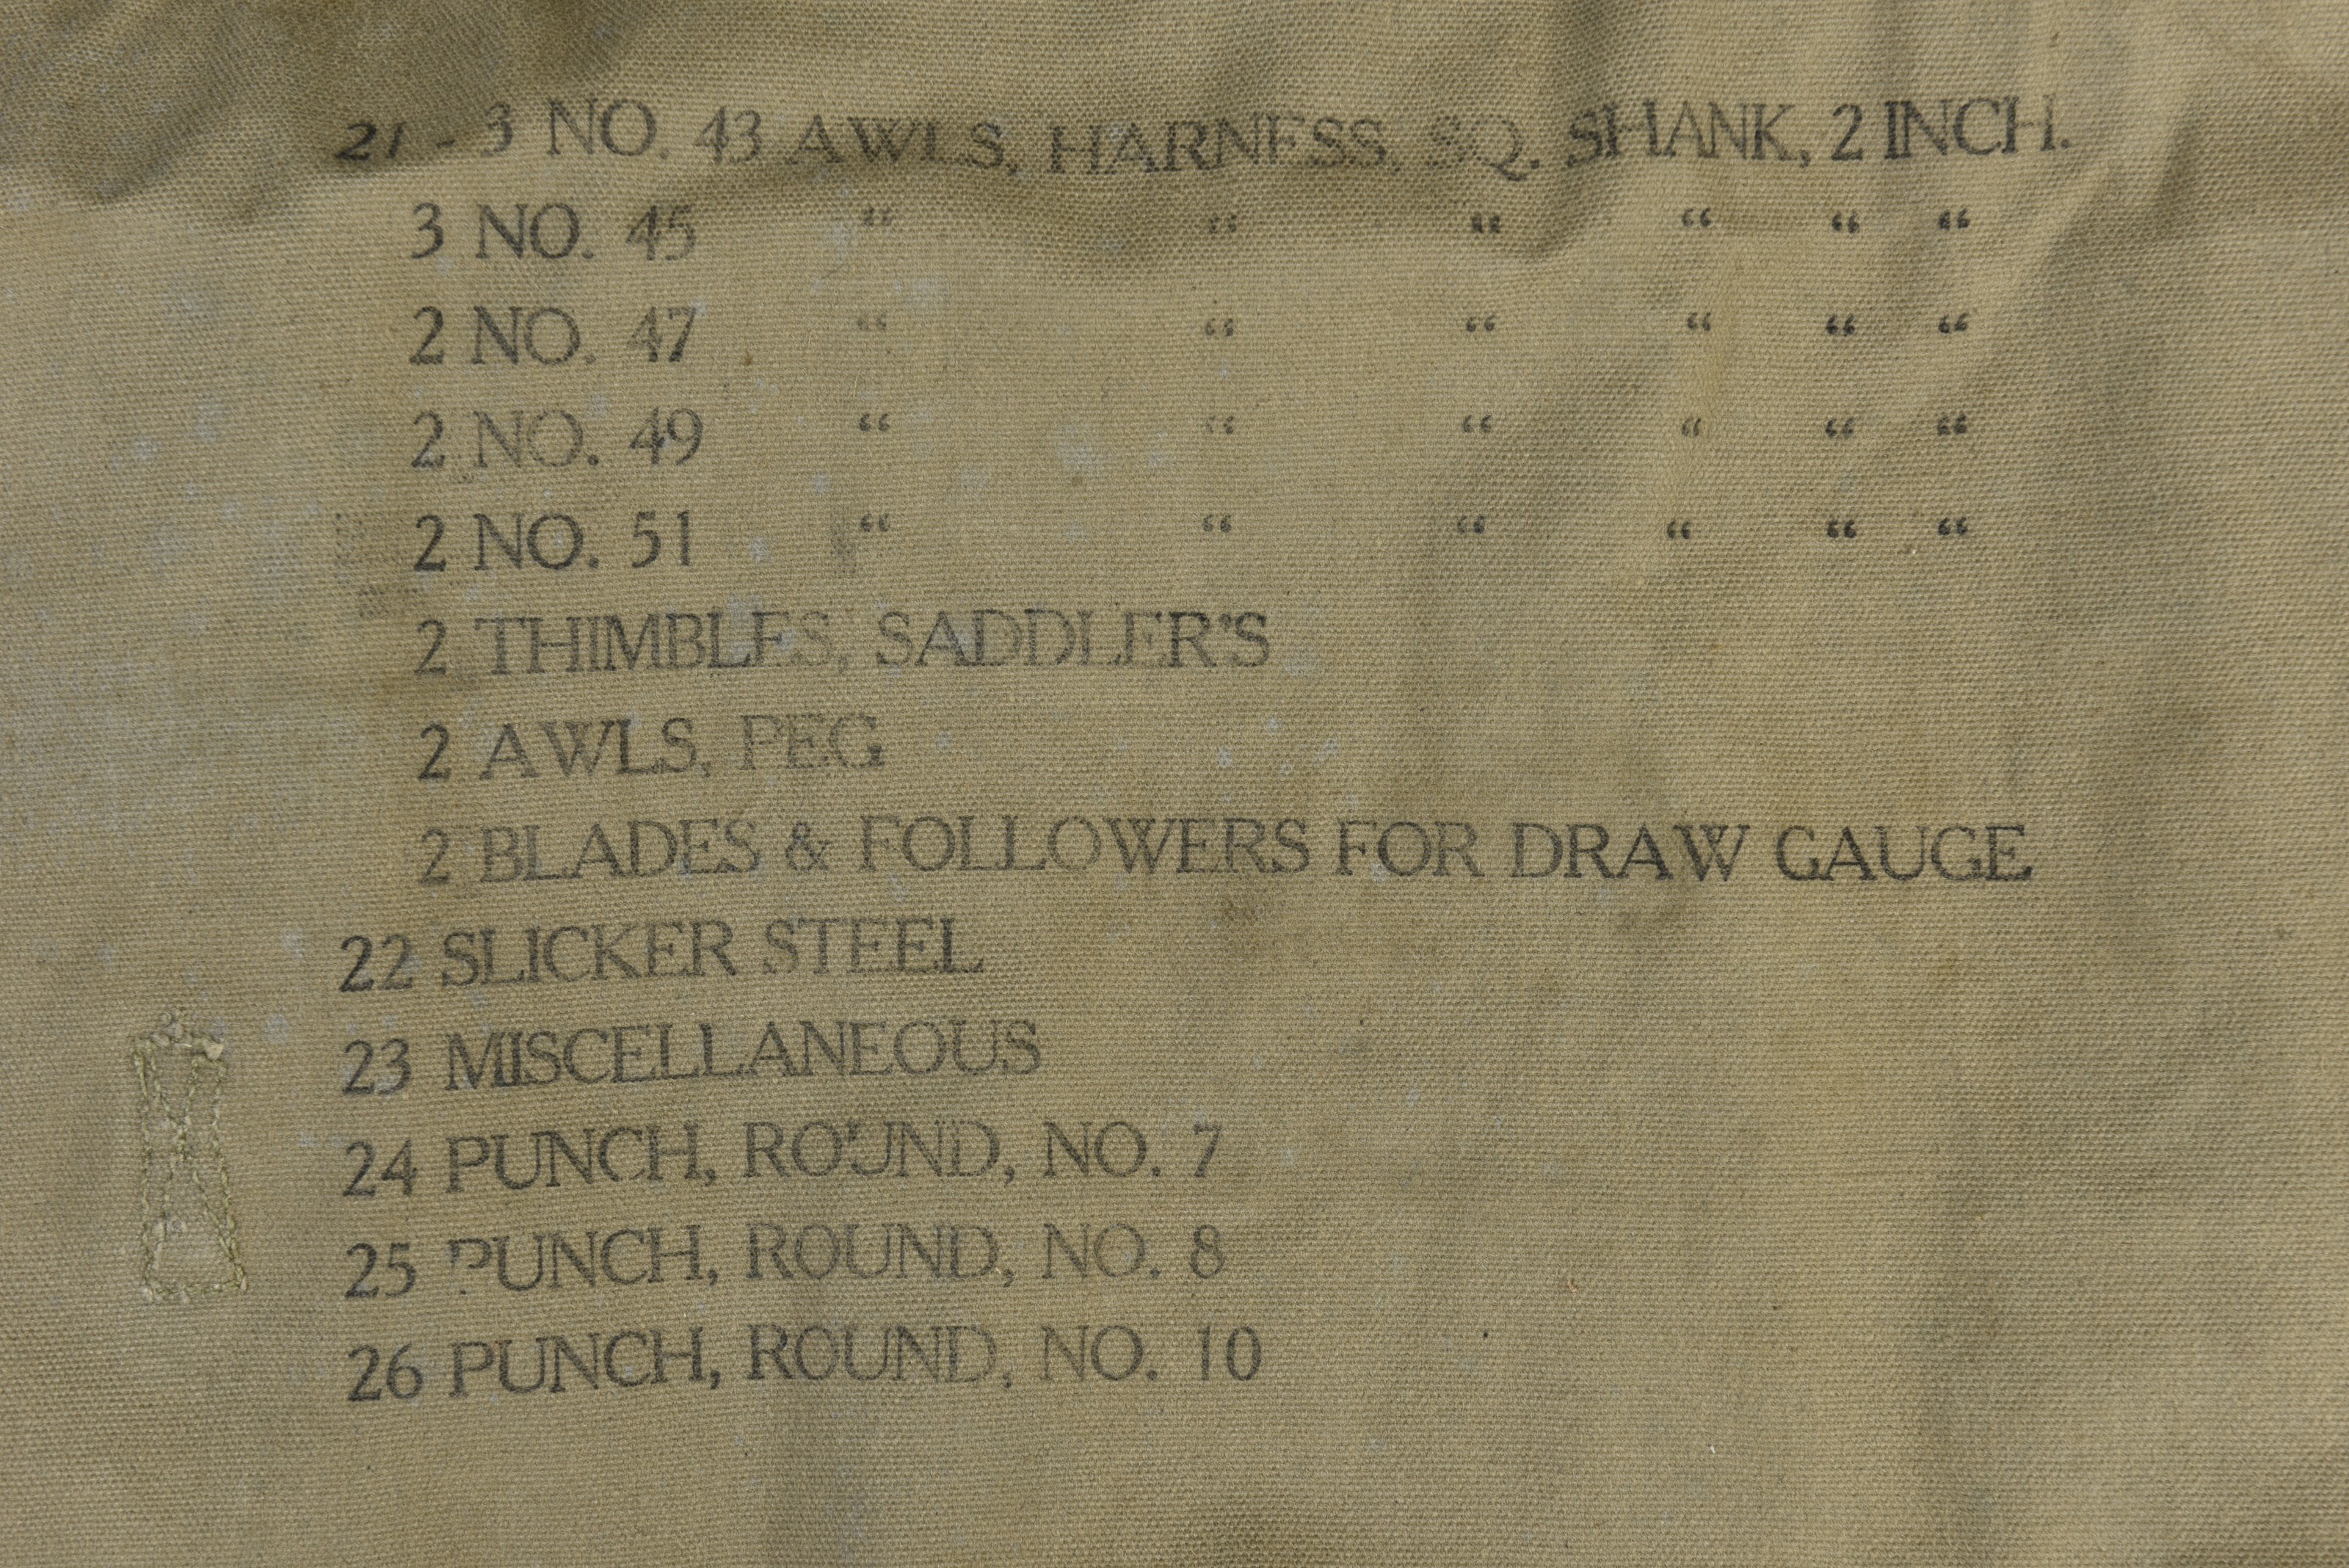 21 - 3 NO. 43 AWLS, HARNESS, SQ. SHANK, 2 INCH.
3 NO. 45 “ “ “ “ “ “
2 NO. 47 “ “ “ “ “ “
2 NO. 49 “ “ “ “ “ “
2 NO. 51 “ “ “ “ “ “
2 THIMBLES, SADDLER'S
2 AWLS, PEG
2 BLADES & FOLLOWERS FOR DRAW GAUGE
22 SLICKER STEEL
23 MISCELLANEOUS
24 PUNCH, ROUND, NO. 7
25 PUNCH, ROUND, NO. 8
26 PUNCH, ROUND, NO. 10